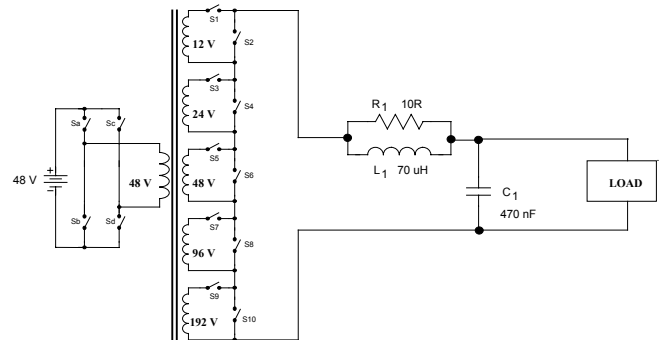 S1
12 V
S2
S3
24 V
S4
Sa
Sc
48 V
+
−
48 V
S5
48 V
S6
Sb
Sd
S7
96 V
S8
S9
192 V
S10
R1 10R
L1 70 uH
C1
470 nF
LOAD